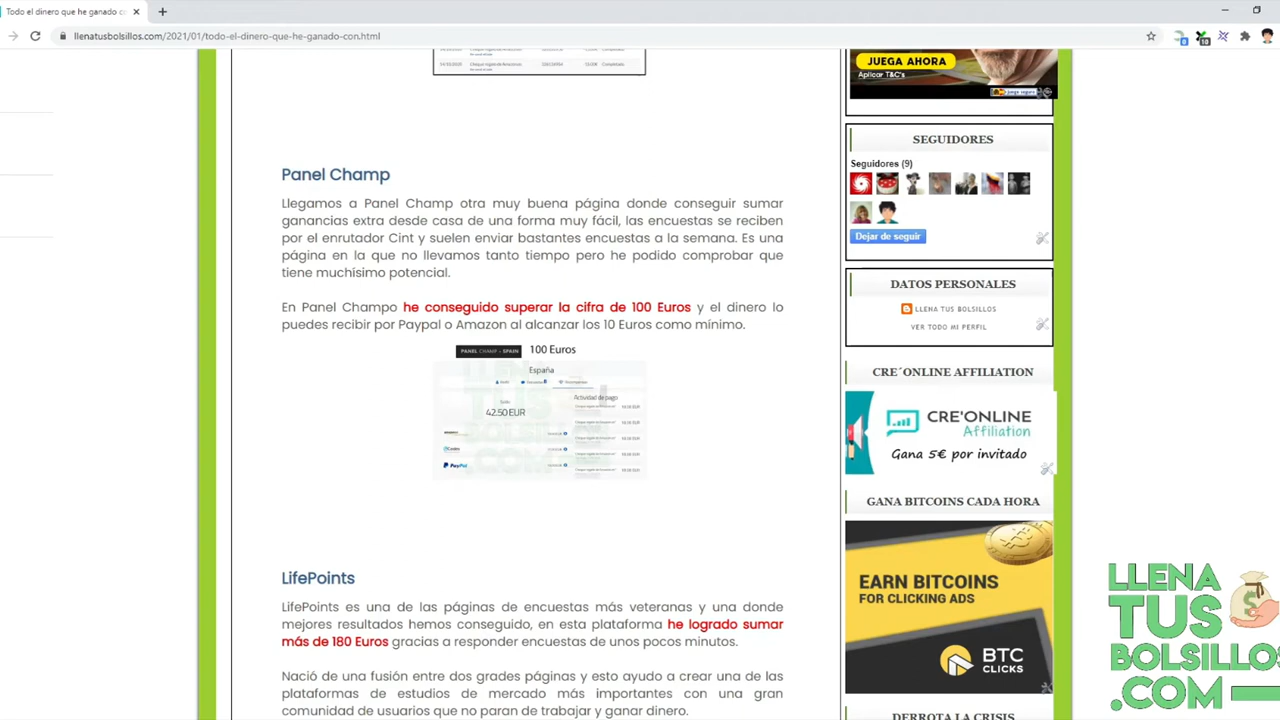 Todo el dinero que he ganado c
llenatusbolsillos.com/2021/01/todo-el-dinero-que-he-ganado-con.html
Panel Champ
Llegamos a Panel Champ otra muy buena página donde conseguir sumar
ganancias extra desde casa de una forma muy fácil, las encuestas se reciben
por el enrutador Cint y suelen enviar bastantes encuestas a la semana. Es una
página en la que no llevamos tanto tiempo pero he podido comprobar que
tiene muchísimo potencial.
En Panel Champo he conseguido superar la cifra de 100 Euros y el dinero lo
puedes recibir por Paypal o Amazon al alcanzar los 10 Euros como mínimo.
PANEL CHAMP - SPAIN 100 Euros
España
Saldo
Actividad de pago
42.50 EUR
PayPal
LifePoints
LifePoints es una de las páginas de encuestas más veteranas y una donde
mejores resultados hemos conseguido, en esta plataforma he logrado sumar
más de 180 Euros gracias a responder encuestas de unos pocos minutos.
Nació de una fusión entre dos grades páginas y esto ayudo a crear una de las
plataformas de estudios de mercado más importantes con una gran
comunidad de usuarios que no paran de trabajar y ganar dinero.
JUEGA AHORA
Aplicar T&C's
juego seguro
SEGUIDORES
Seguidores (9)
Dejar de seguir
DATOS PERSONALES
LLENA TUS BOLSILLOS
VER TODO MI PERFIL
CRE´ONLINE AFFILIATION
CRE'ONLINE
Affiliation
Gana 5€ por invitado
GANA BITCOINS CADA HORA
EARN BITCOINS
FOR CLICKING ADS
BTC
CLICKS
DERROTA LA CRISIS
LLENA
TUS
BOLSILLOS
.COM